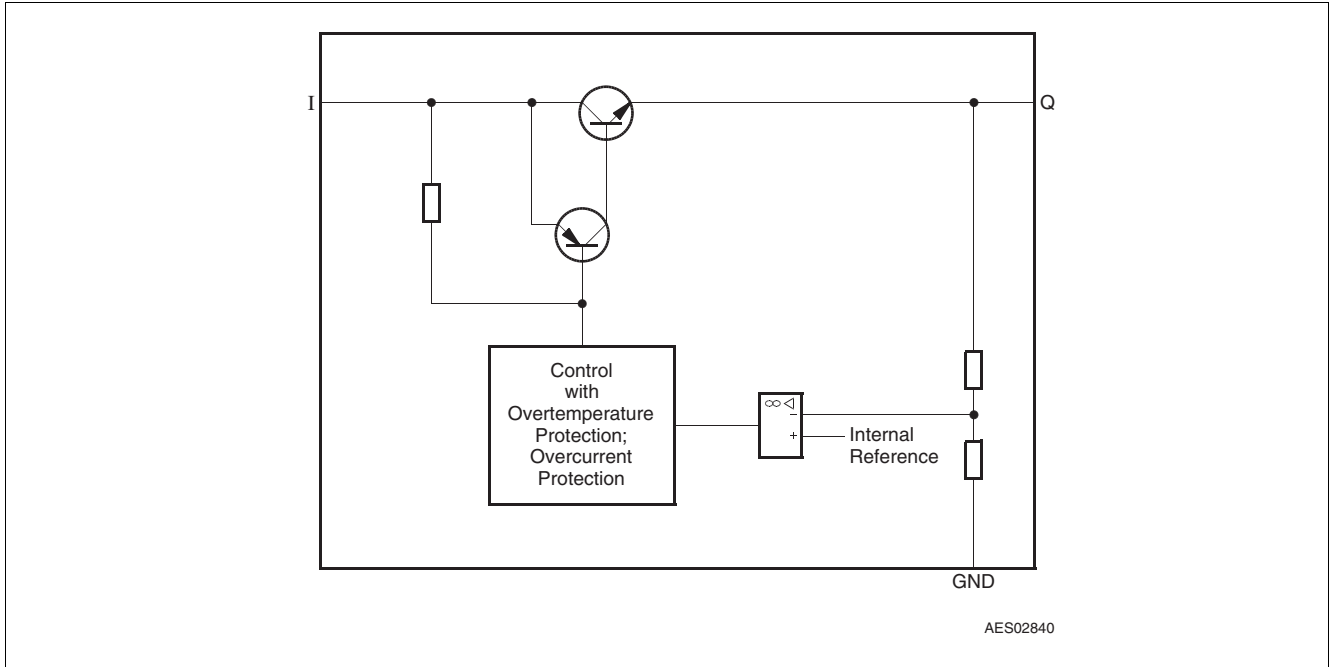 I
Q
Control
with
Overtemperature
Protection;
Overcurrent
Protection
∞ ◁
−
+
Internal
Reference
GND
AES02840